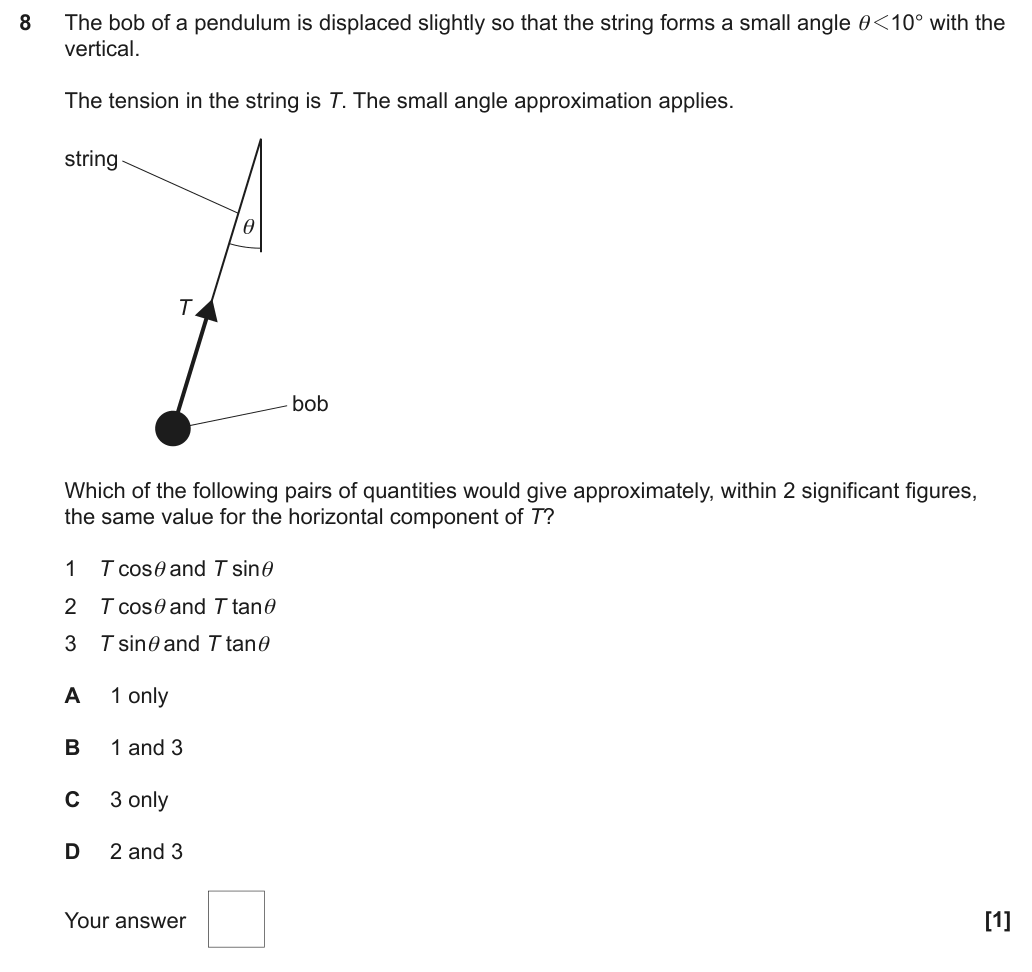 8 The bob of a pendulum is displaced slightly so that the string forms a small angle θ<10° with the
vertical.
The tension in the string is T. The small angle approximation applies.
string
θ
T
bob
Which of the following pairs of quantities would give approximately, within 2 significant figures,
the same value for the horizontal component of T?
1 T cosθ and T sinθ
2 T cosθ and T tanθ
3 T sinθ and T tanθ
A 1 only
B 1 and 3
C 3 only
D 2 and 3
Your answer [1]